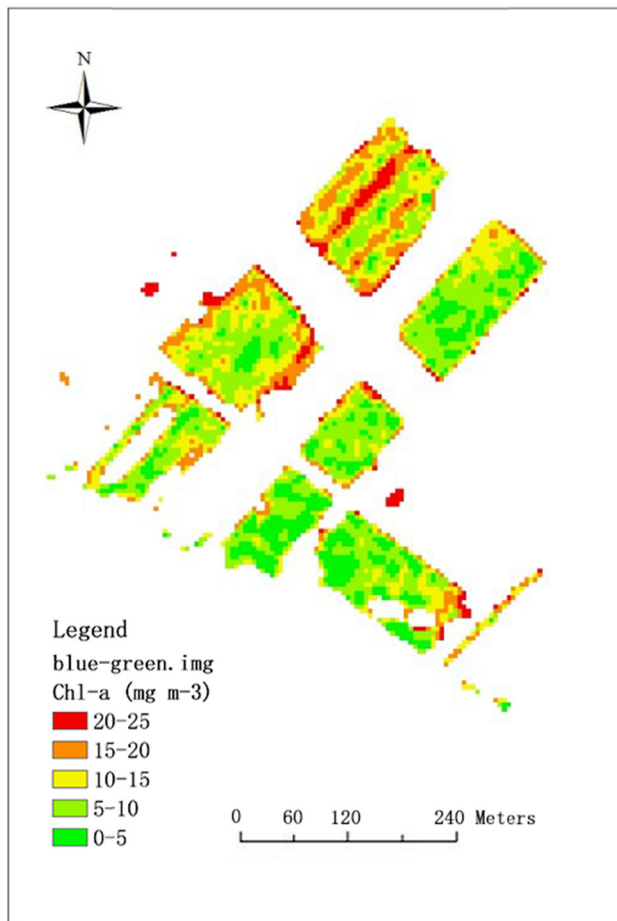 N
Legend
blue-green.img
Chl-a (mg m-3)
20-25
15-20
10-15
5-10
0-5
0 60 120 240 Meters